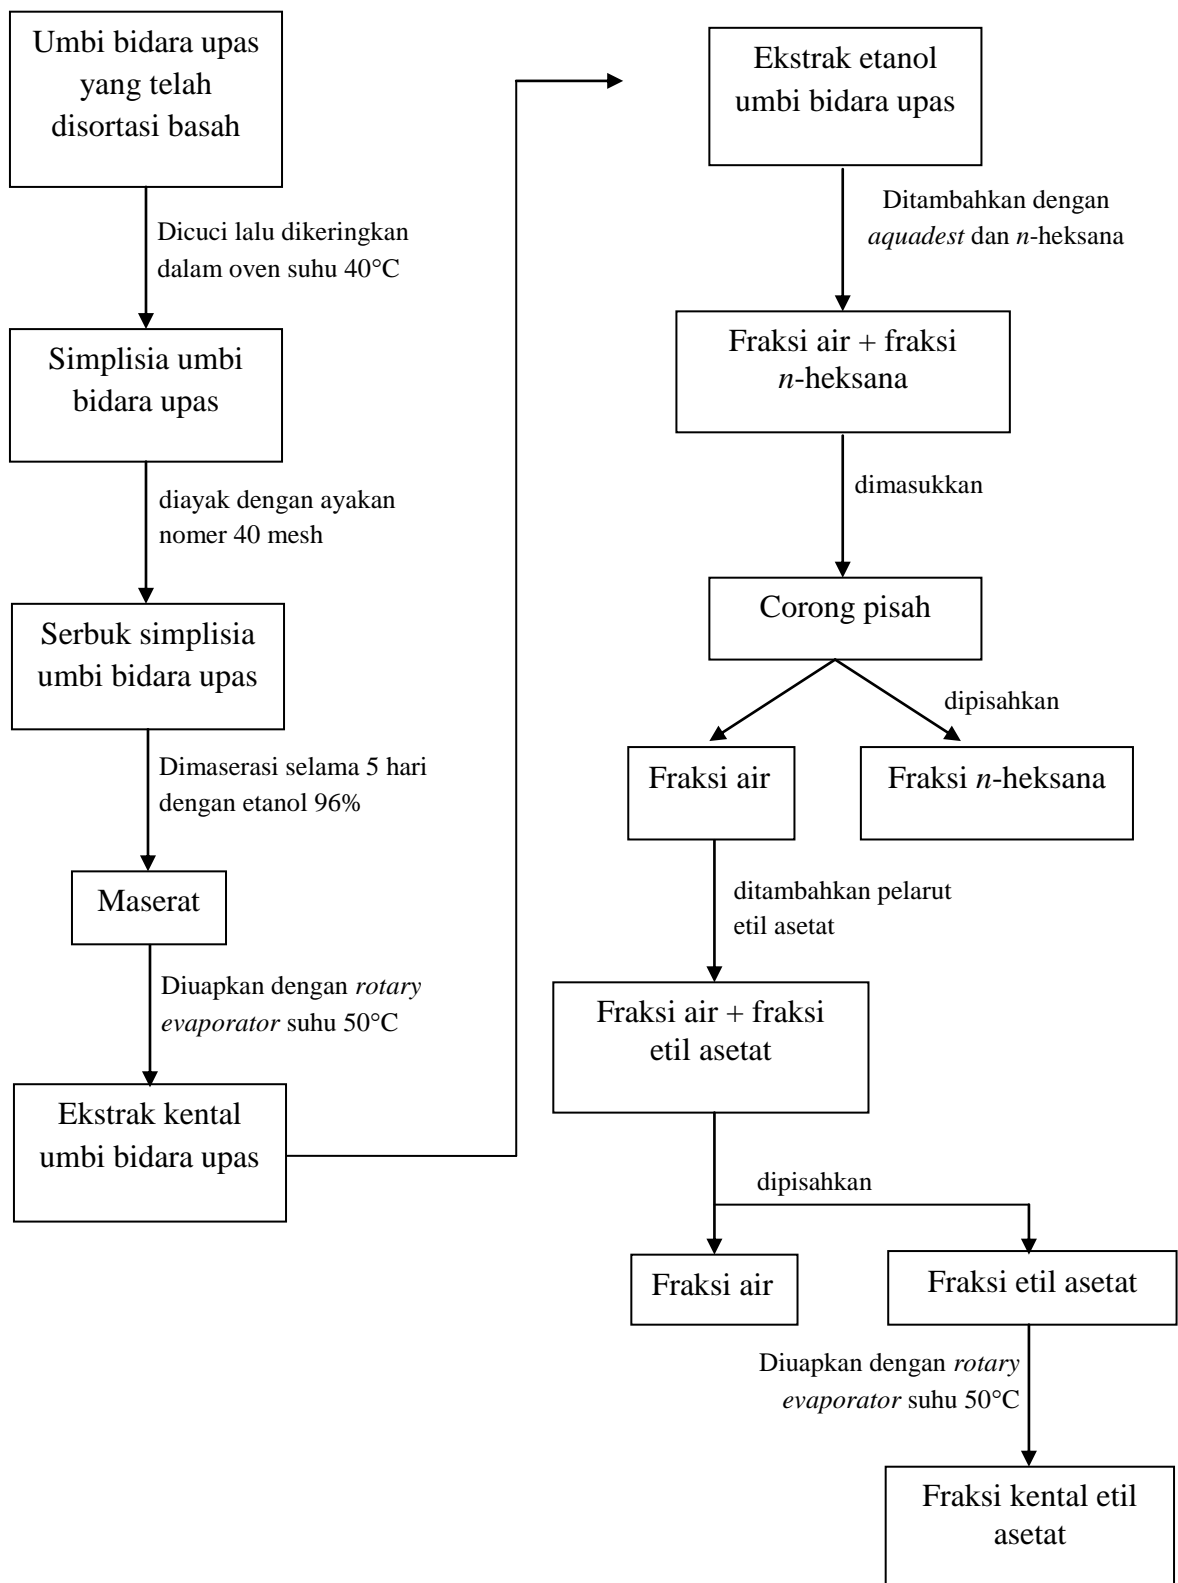 Umbi bidara upas
yang telah
disortasi basah
Dicuci lalu dikeringkan
dalam oven suhu 40°C
Simplisia umbi
bidara upas
diayak dengan ayakan
nomer 40 mesh
Serbuk simplisia
umbi bidara upas
Dimaserasi selama 5 hari
dengan etanol 96%
Maserat
Diuapkan dengan rotary
evaporator suhu 50°C
Ekstrak kental
umbi bidara upas
Ekstrak etanol
umbi bidara upas
Ditambahkan dengan
aquadest dan n-heksana
Fraksi air + fraksi
n-heksana
dimasukkan
Corong pisah
dipisahkan
Fraksi air
Fraksi n-heksana
ditambahkan pelarut
etil asetat
Fraksi air + fraksi
etil asetat
dipisahkan
Fraksi air
Fraksi etil asetat
Diuapkan dengan rotary
evaporator suhu 50°C
Fraksi kental etil
asetat